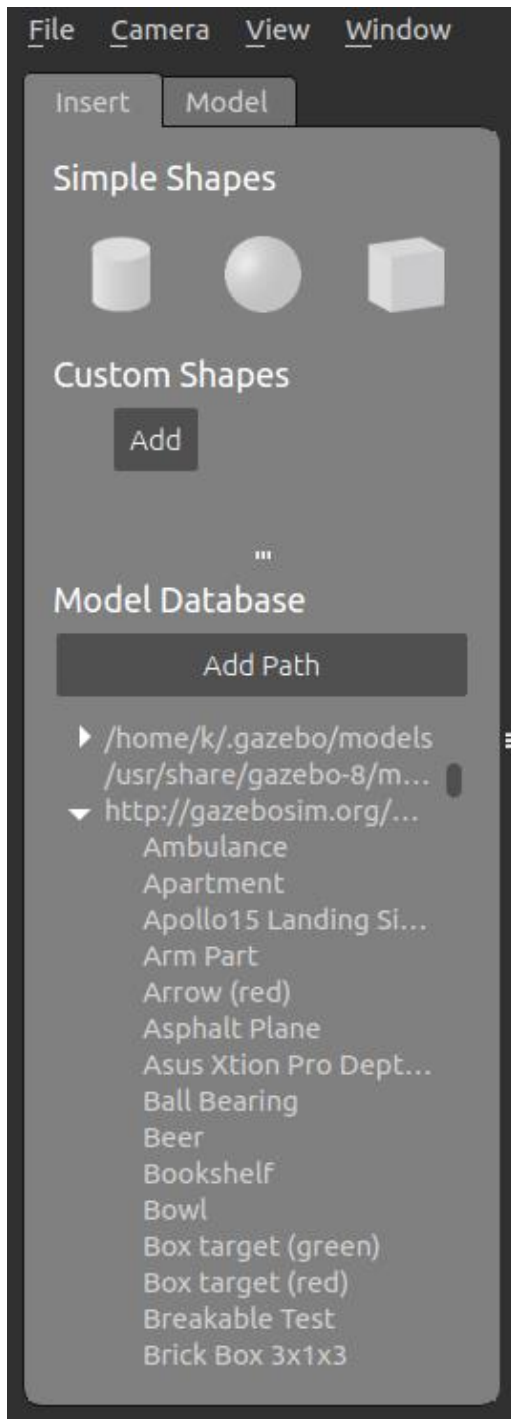 File Camera View Window
Insert Model
Simple Shapes
Custom Shapes
Add
Model Database
Add Path
/home/k/.gazebo/models
/usr/share/gazebo-8/m...
http://gazebosim.org/...
Ambulance
Apartment
Apollo15 Landing Si...
Arm Part
Arrow (red)
Asphalt Plane
Asus Xtion Pro Dept...
Ball Bearing
Beer
Bookshelf
Bowl
Box target (green)
Box target (red)
Breakable Test
Brick Box 3x1x3